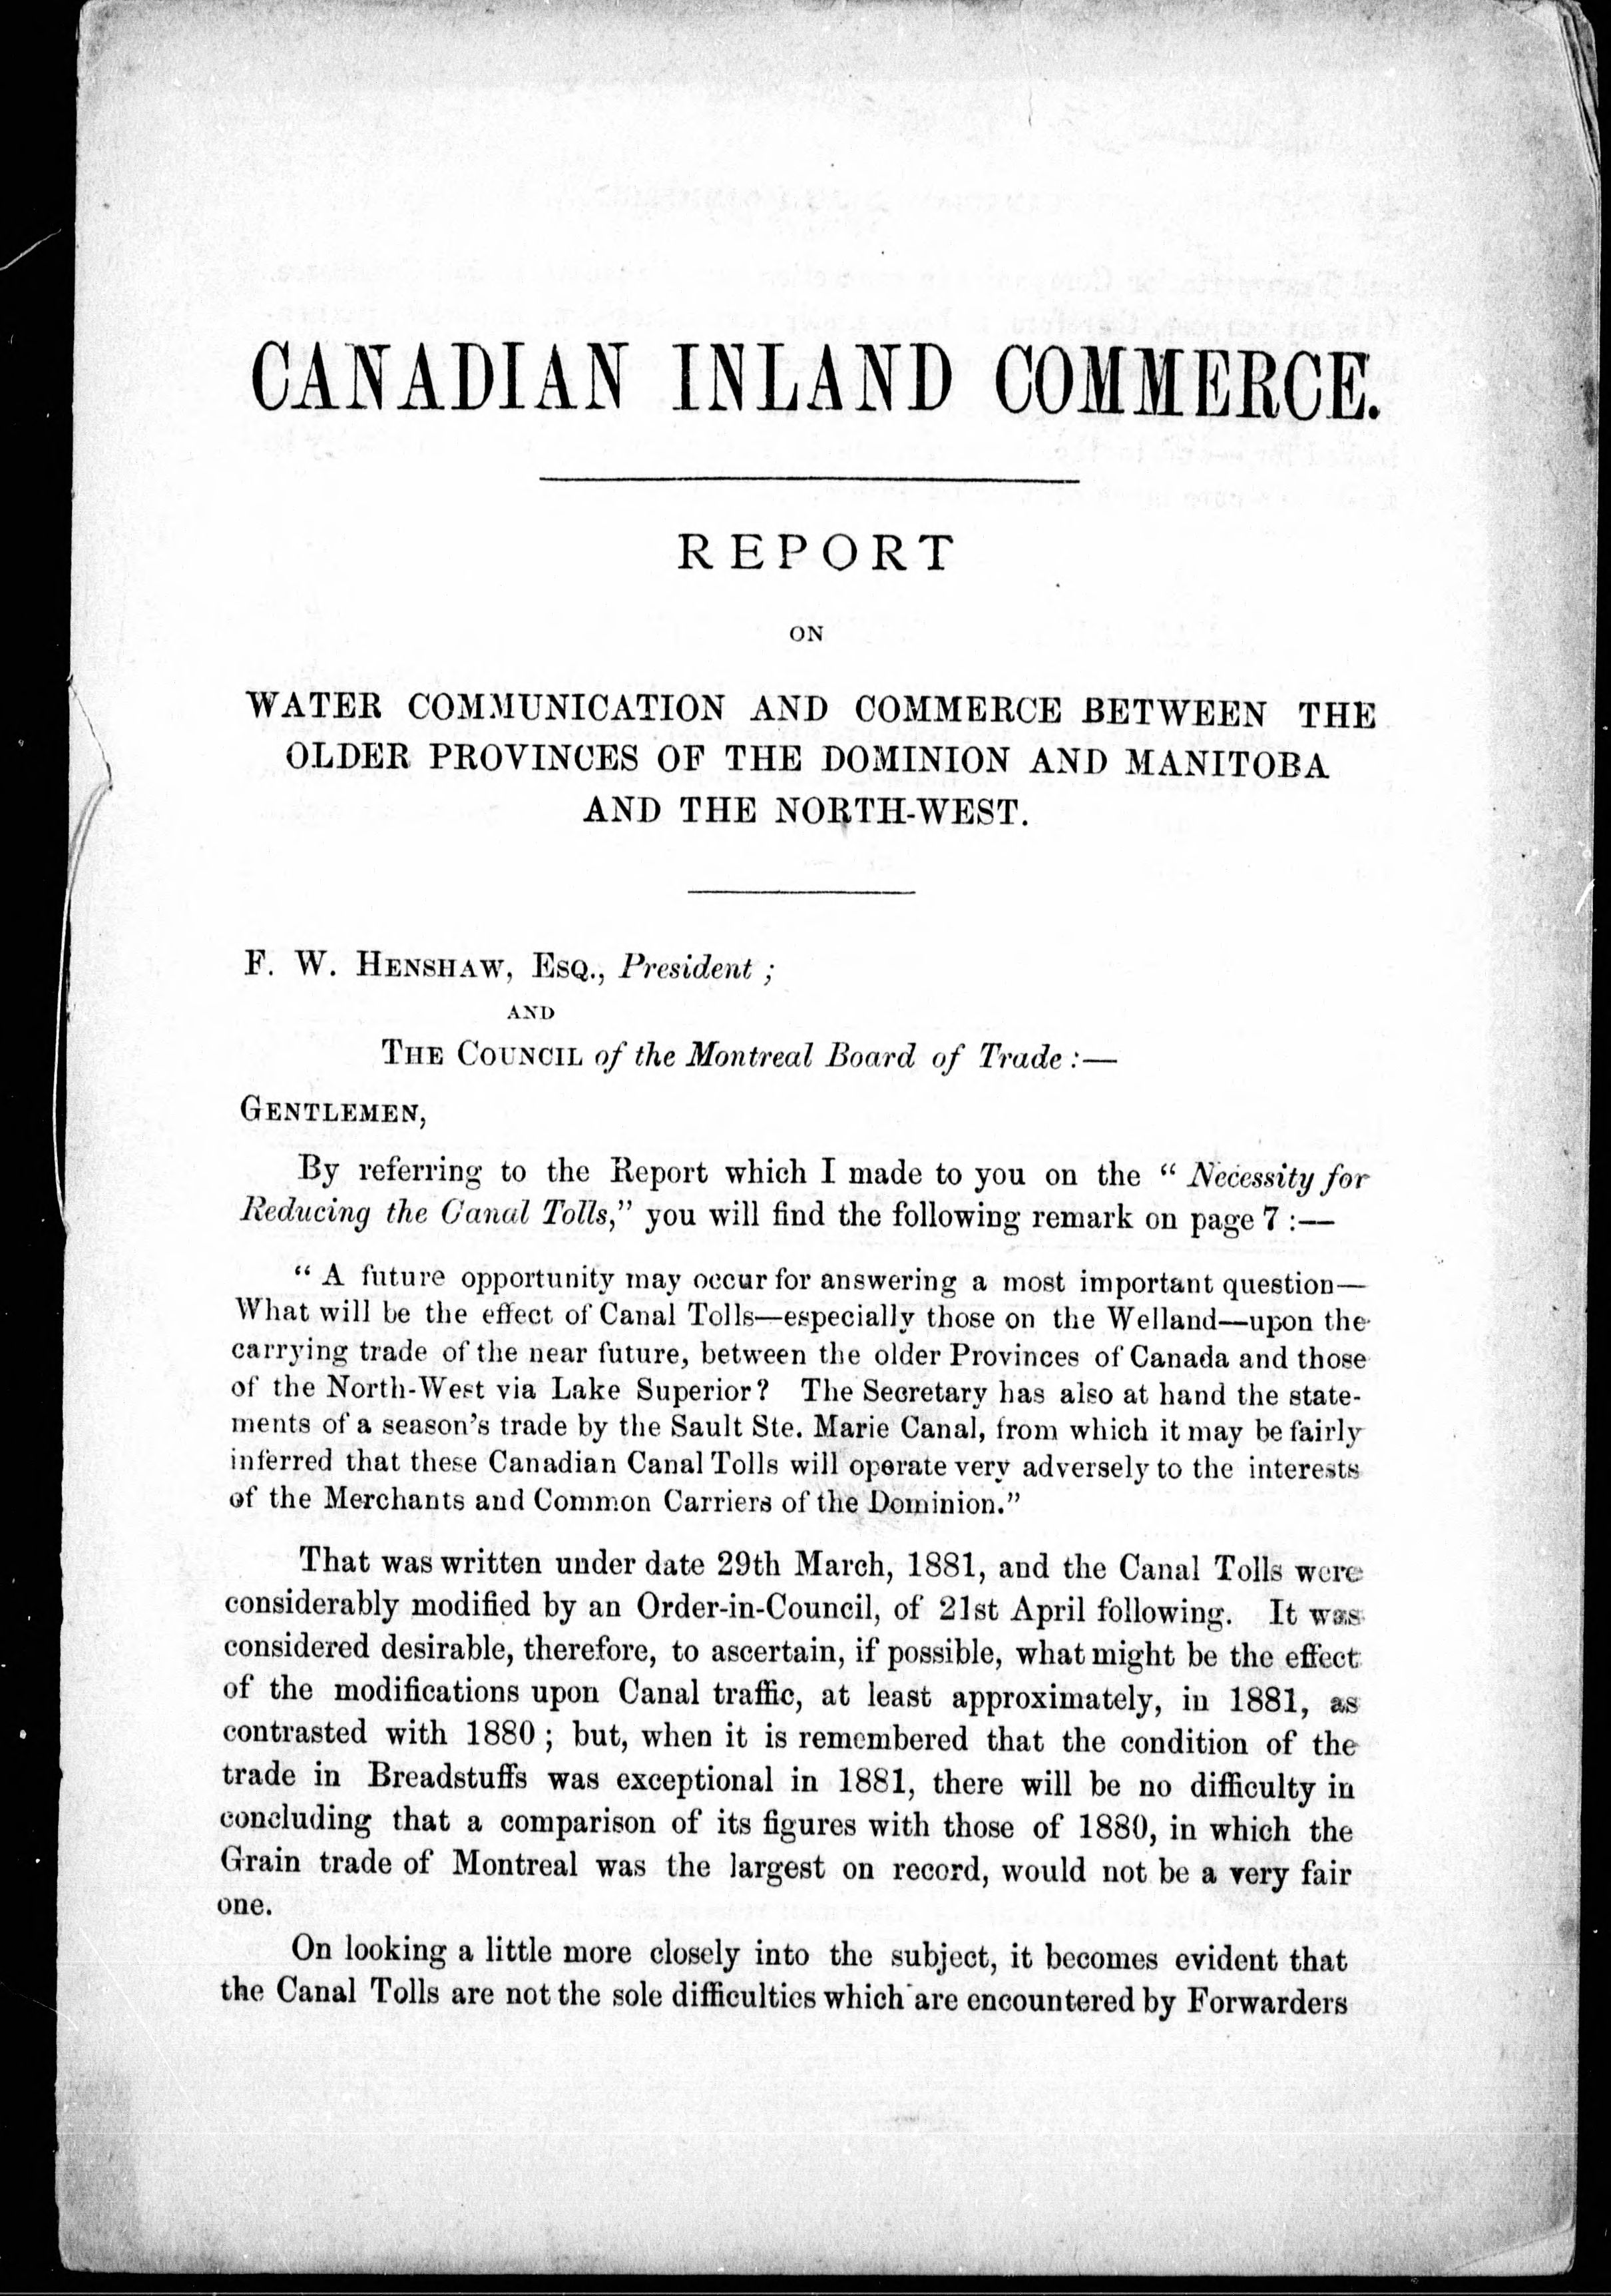 CANADIAN INLAND COMMERCE.
REPORT
ON
WATER COMMUNICATION AND COMMERCE BETWEEN THE
OLDER PROVINCES OF THE DOMINION AND MANITOBA
AND THE NORTH-WEST.
F. W. HENSHAW, ESQ., President ;
AND
THE COUNCIL of the Montreal Board of Trade :—
GENTLEMEN,
By referring to the Report which I made to you on the “ Necessity for
Reducing the Canal Tolls,” you will find the following remark on page 7 :—
“ A future opportunity may occur for answering a most important question—
What will be the effect of Canal Tolls—especially those on the Welland—upon the
carrying trade of the near future, between the older Provinces of Canada and those
of the North-West via Lake Superior? The Secretary has also at hand the state-
ments of a season’s trade by the Sault Ste. Marie Canal, from which it may be fairly
inferred that these Canadian Canal Tolls will operate very adversely to the interests
of the Merchants and Common Carriers of the Dominion.”
That was written under date 29th March, 1881, and the Canal Tolls were
considerably modified by an Order-in-Council, of 21st April following. It was
considered desirable, therefore, to ascertain, if possible, what might be the effect
of the modifications upon Canal traffic, at least approximately, in 1881, as
contrasted with 1880 ; but, when it is remembered that the condition of the
trade in Breadstuffs was exceptional in 1881, there will be no difficulty in
concluding that a comparison of its figures with those of 1880, in which the
Grain trade of Montreal was the largest on record, would not be a very fair
one.
On looking a little more closely into the subject, it becomes evident that
the Canal Tolls are not the sole difficulties which are encountered by Forwarders